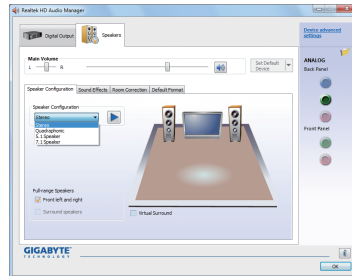 Realtek HD Audio Manager
Digital Output
Speakers
Device advanced
settings
Main Volume
L
R
Set Default
Device
ANALOG
Back Panel
Speaker Configuration
Sound Effects
Room Correction
Default Format
Speaker Configuration
Stereo
Stereo
Quadraphonic
5.1 Speaker
7.1 Speaker
Front Panel
Full-range Speakers
Front left and right
Surround speakers
Virtual Surround
GIGABYTE
TECHNOLOGY
OK